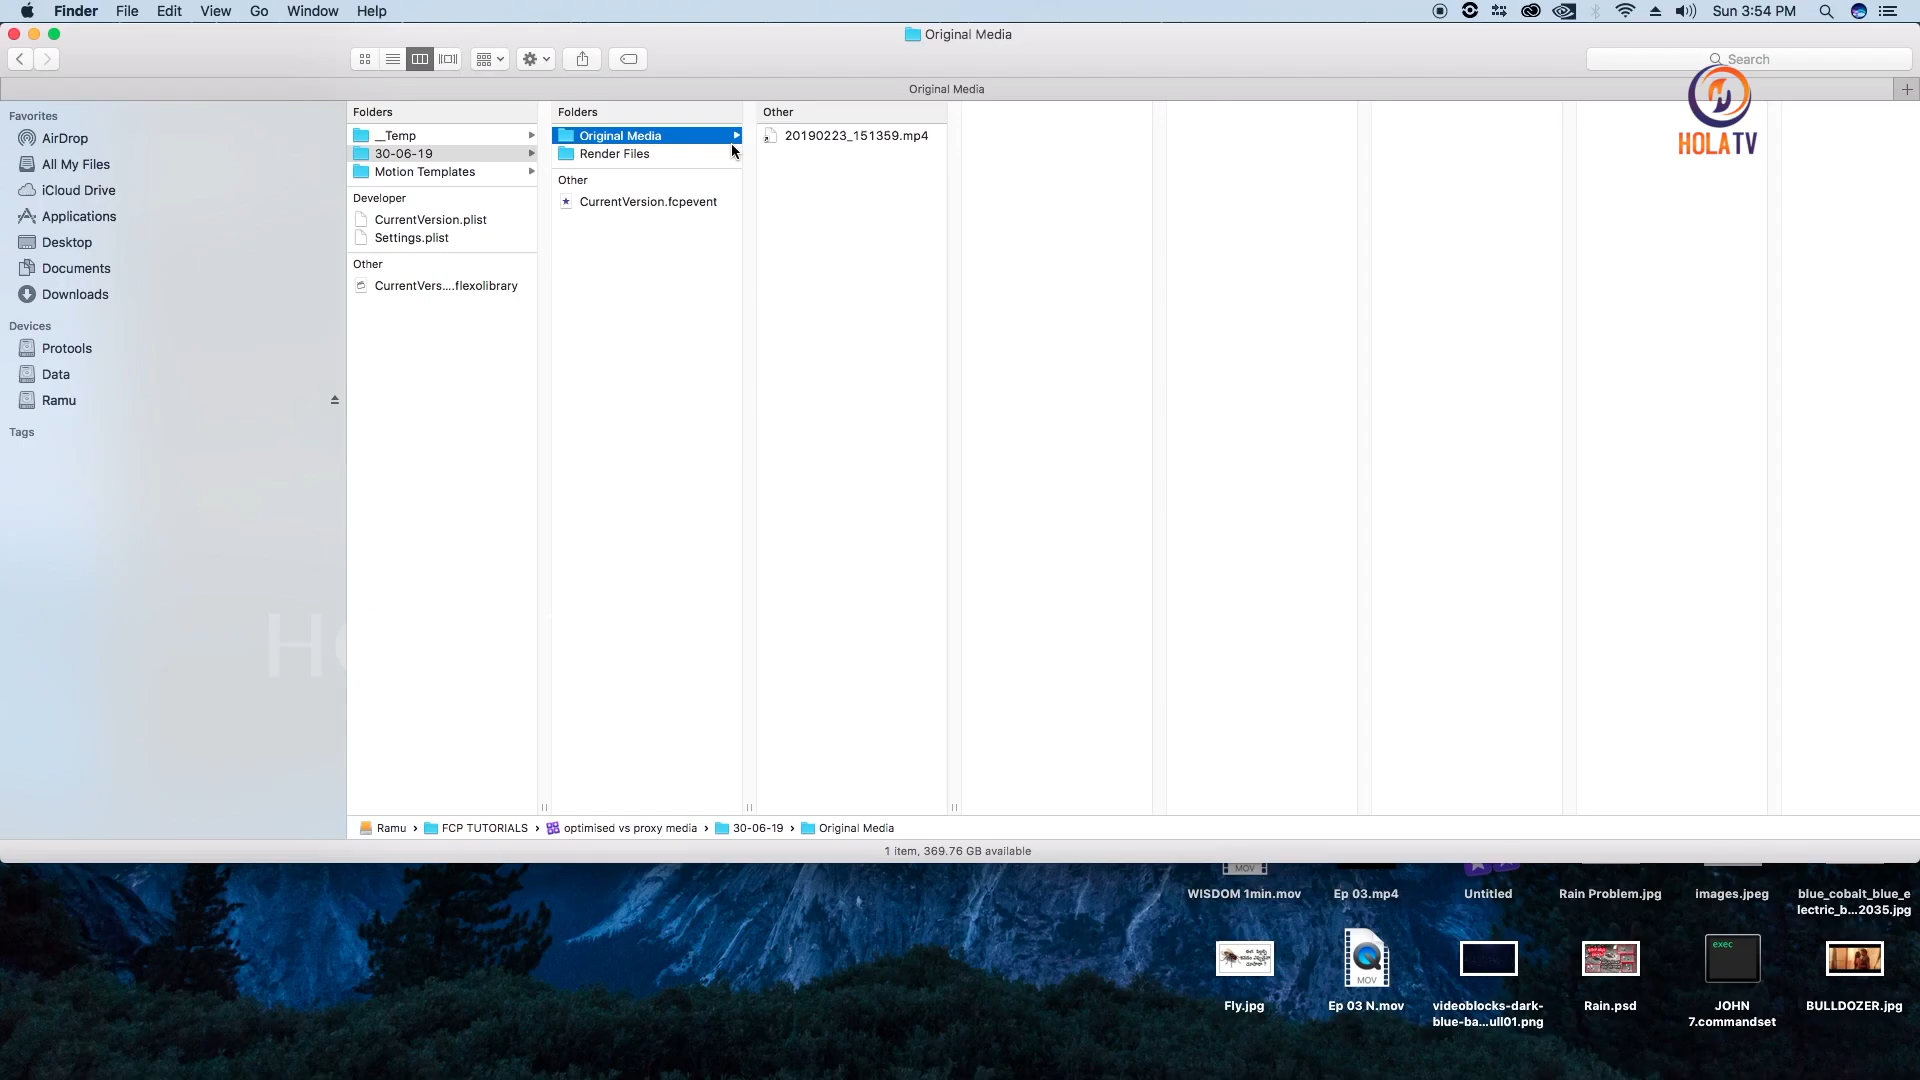 Finder File Edit View Go Window Help Sun 3:54 PM
Original Media
Search
Original Media
HOLATV
Favorites
AirDrop
All My Files
iCloud Drive
Applications
Desktop
Documents
Downloads
Devices
Protools
Data
Ramu
Tags
Folders
__Temp
30-06-19
Motion Templates
Developer
CurrentVersion.plist
Settings.plist
Other
CurrentVers....flexolibrary
Folders
Original Media
Render Files
Other
CurrentVersion.fcpevent
Other
20190223_151359.mp4
Ramu › FCP TUTORIALS › optimised vs proxy media › 30-06-19 › Original Media
1 item, 369.76 GB available
MOV
WISDOM 1min.mov
Ep 03.mp4
Untitled
Rain Problem.jpg
images.jpeg
blue_cobalt_blue_e
lectric_b...2035.jpg
MOV
exec
Fly.jpg
Ep 03 N.mov
videoblocks-dark-
blue-ba...ull01.png
Rain.psd
JOHN
7.commandset
BULLDOZER.jpg